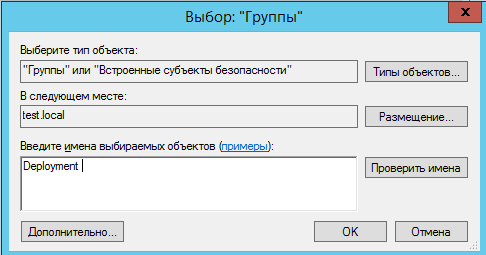 Выбор: "Группы"
x
Выберите тип объекта:
"Группы" или "Встроенные субъекты безопасности"
Типы объектов...
В следующем месте:
test.local
Размещение...
Введите имена выбираемых объектов (примеры):
Deployment
Проверить имена
Дополнительно...
OK
Отмена